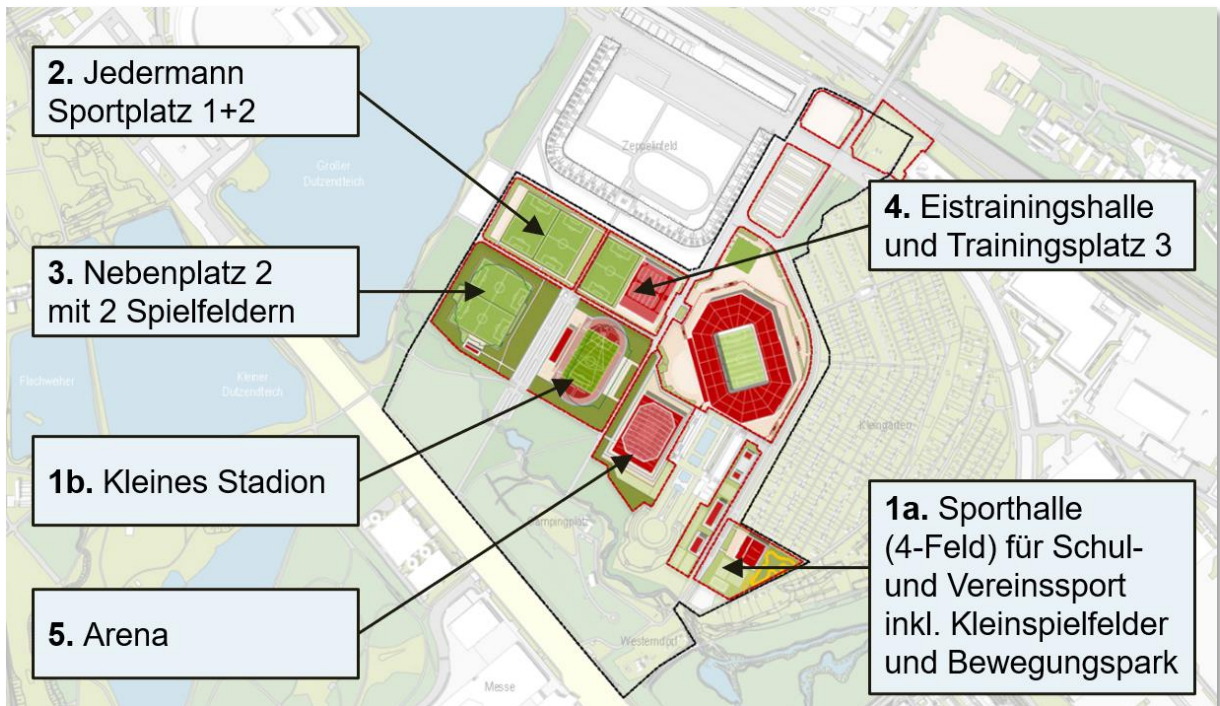 2. Jedermann
Sportplatz 1+2
3. Nebenplatz 2
mit 2 Spielfeldern
1b. Kleines Stadion
5. Arena
4. Eistrainingshalle
und Trainingsplatz 3
1a. Sporthalle
(4-Feld) für Schul-
und Vereinssport
inkl. Kleinspielfelder
und Bewegungspark
Großer
Dutzendteich
Zeppelinfeld
Flachweiher
Kleiner
Dutzendteich
Kleingärten
Campingplatz
Westerndorf
Messe